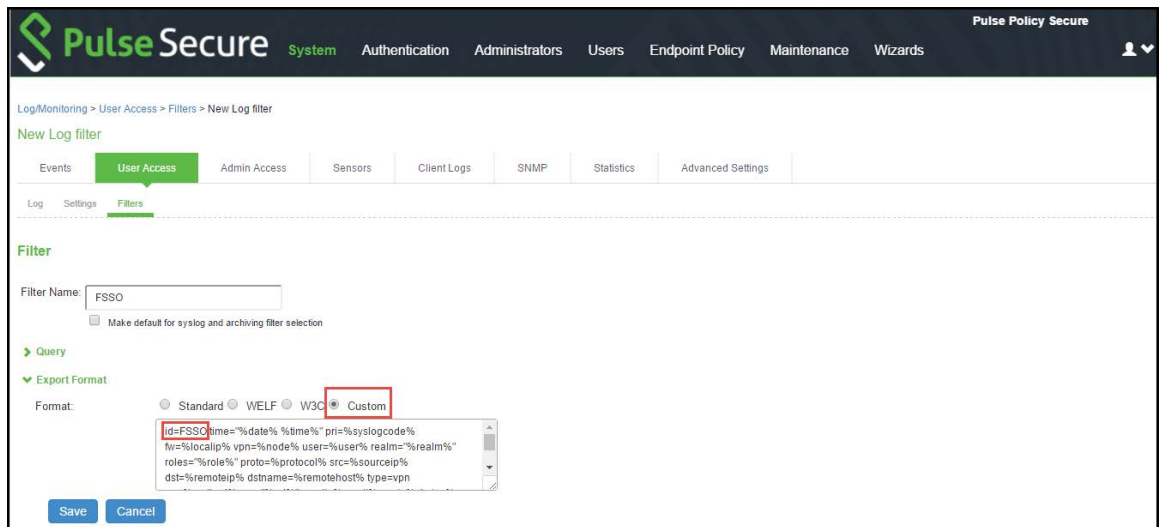 Pulse Policy Secure
Pulse Secure System Authentication Administrators Users Endpoint Policy Maintenance Wizards
Log/Monitoring > User Access > Filters > New Log filter
New Log filter
Events User Access Admin Access Sensors Client Logs SNMP Statistics Advanced Settings
Log Settings Filters
Filter
Filter Name: FSSO
Make default for syslog and archiving filter selection
Query
Export Format
Format: Standard WELF W3C Custom
id=FSSO time="%date% %time%" pri=%syslogcode%
fw=%localip% vpn=%node% user=%user% realm="%realm%"
roles="%role%" proto=%protocol% src=%sourceip%
dst=%remoteip% dstname=%remotehost% type=vpn
Save Cancel